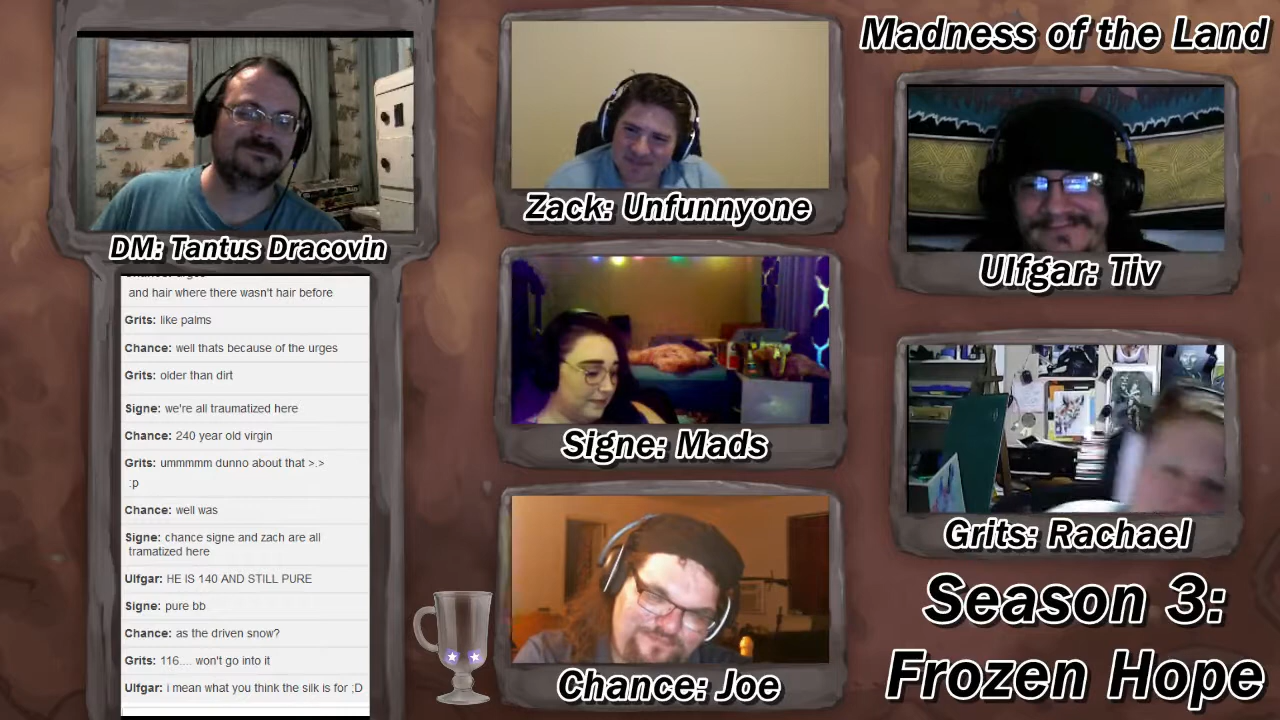 Madness of the Land
DM: Tantus Dracovin
Zack: Unfunnyone
Ulfgar: Tiv
Signe: Mads
Grits: Rachael
Chance: Joe
Season 3:
Frozen Hope
and hair where there wasn't hair before
Grits: like palms
Chance: well thats because of the urges
Grits: older than dirt
Signe: we're all traumatized here
Chance: 240 year old virgin
Grits: ummmmm dunno about that >.>
:p
Chance: well was
Signe: chance signe and zach are all
tramatized here
Ulfgar: HE IS 140 AND STILL PURE
Signe: pure bb
Chance: as the driven snow?
Grits: 116.... won't go into it
Ulfgar: i mean what you think the silk is for ;D